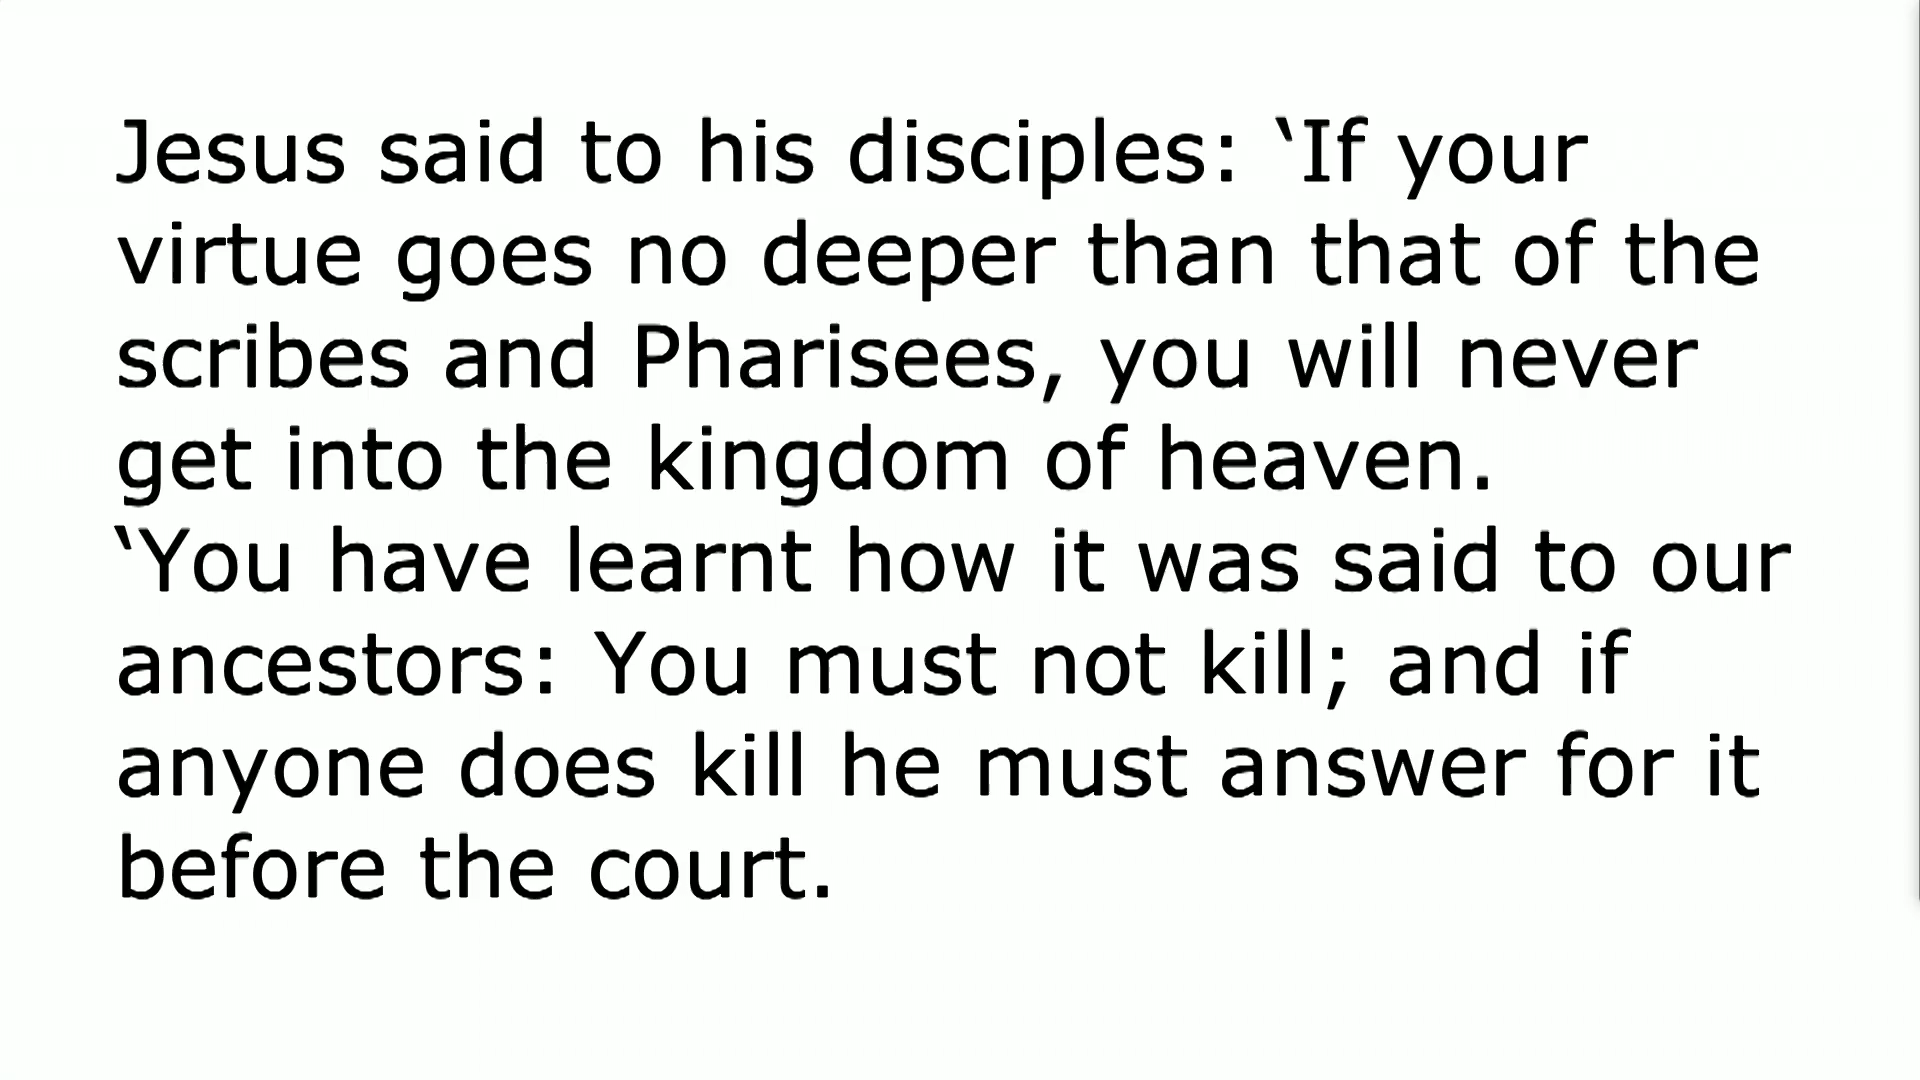 Jesus said to his disciples: ‘If your
virtue goes no deeper than that of the
scribes and Pharisees, you will never
get into the kingdom of heaven.
‘You have learnt how it was said to our
ancestors: You must not kill; and if
anyone does kill he must answer for it
before the court.